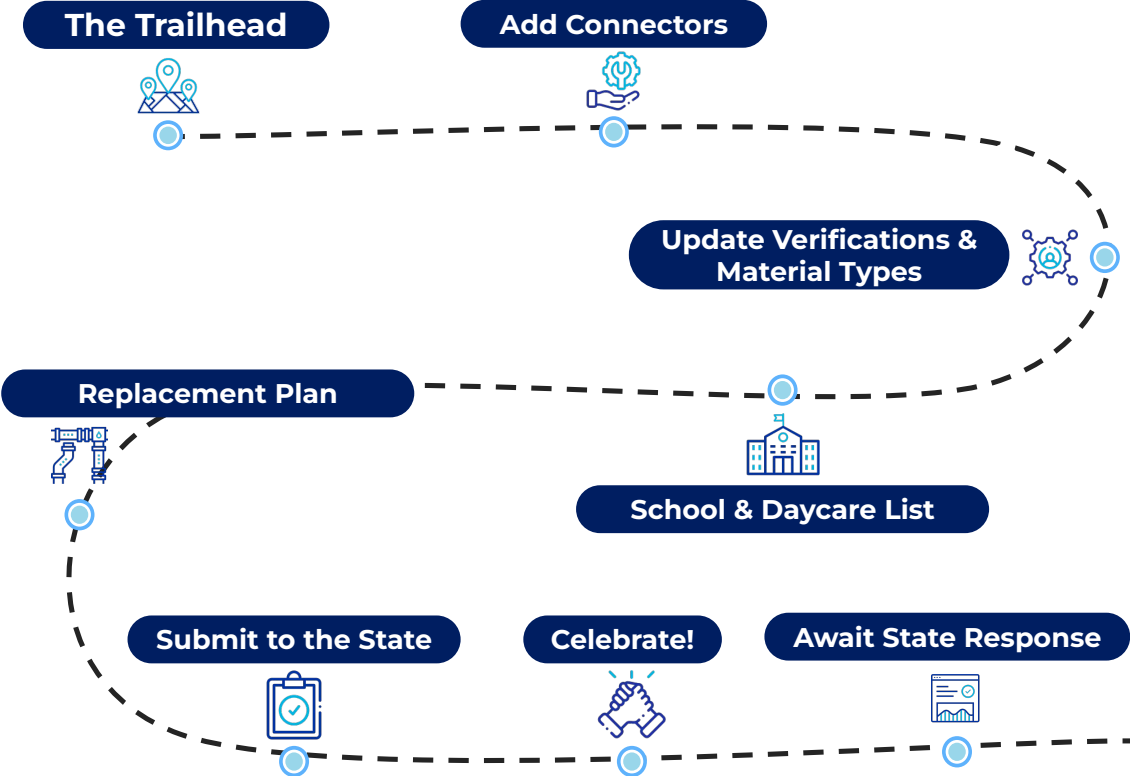 The Trailhead
Add Connectors
Update Verifications &
Material Types
Replacement Plan
School & Daycare List
Submit to the State
Celebrate!
Await State Response